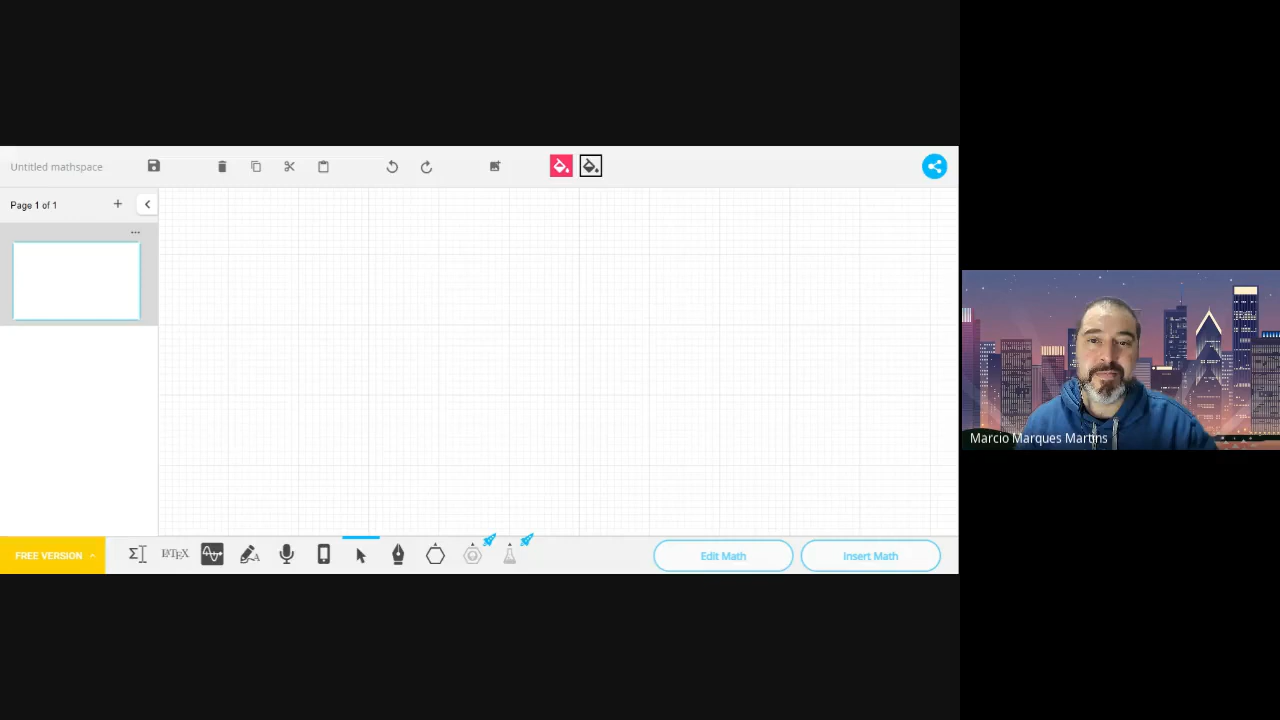 Untitled mathspace
Page 1 of 1
FREE VERSION
LATEX
Edit Math
Insert Math
Marcio Marques Martins